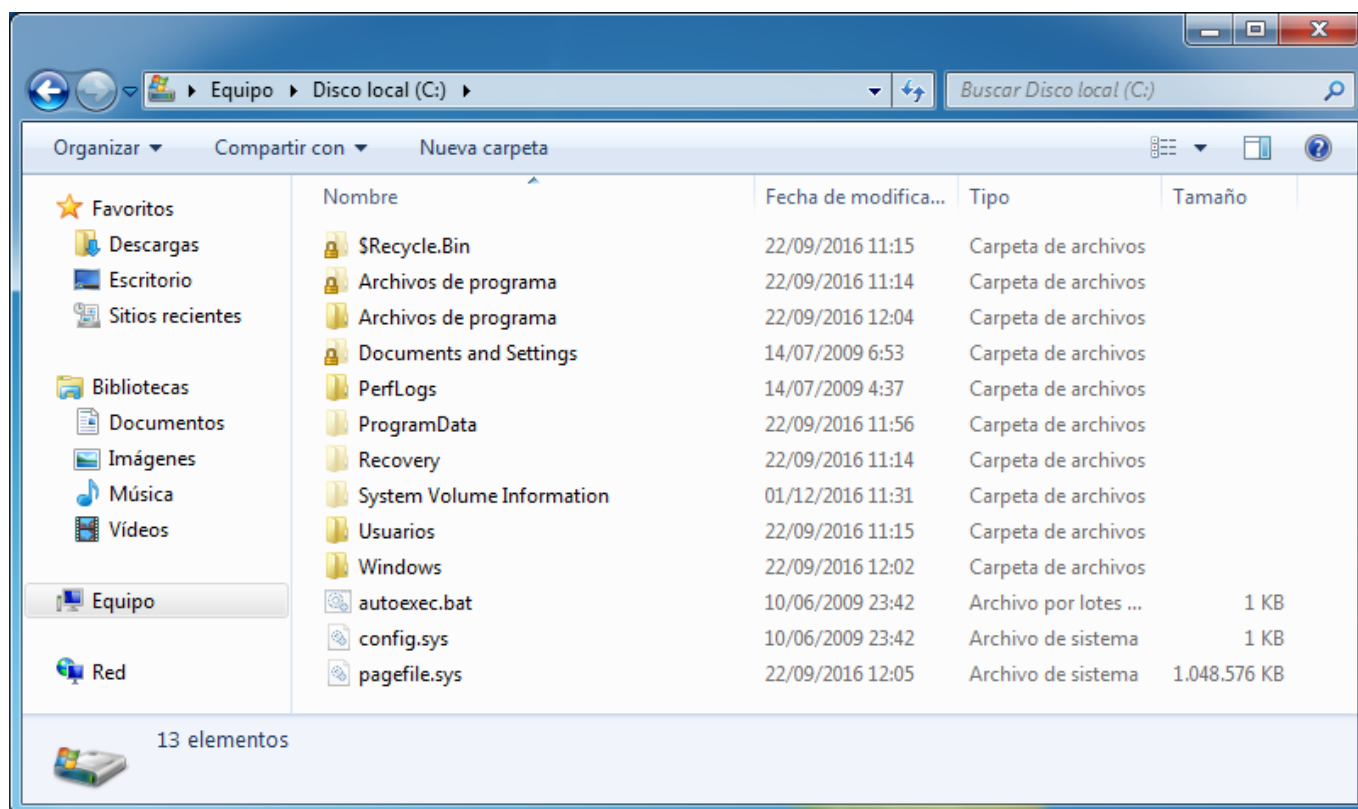 Equipo Disco local (C:) Buscar Disco local (C:)
Organizar Compartir con Nueva carpeta
Favoritos
Descargas
Escritorio
Sitios recientes
Bibliotecas
Documentos
Imágenes
Música
Vídeos
Equipo
Red
Nombre Fecha de modifica... Tipo Tamaño
$Recycle.Bin 22/09/2016 11:15 Carpeta de archivos
Archivos de programa 22/09/2016 11:14 Carpeta de archivos
Archivos de programa 22/09/2016 12:04 Carpeta de archivos
Documents and Settings 14/07/2009 6:53 Carpeta de archivos
PerfLogs 14/07/2009 4:37 Carpeta de archivos
ProgramData 22/09/2016 11:56 Carpeta de archivos
Recovery 22/09/2016 11:14 Carpeta de archivos
System Volume Information 01/12/2016 11:31 Carpeta de archivos
Usuarios 22/09/2016 11:15 Carpeta de archivos
Windows 22/09/2016 12:02 Carpeta de archivos
autoexec.bat 10/06/2009 23:42 Archivo por lotes ... 1 KB
config.sys 10/06/2009 23:42 Archivo de sistema 1 KB
pagefile.sys 22/09/2016 12:05 Archivo de sistema 1.048.576 KB
13 elementos